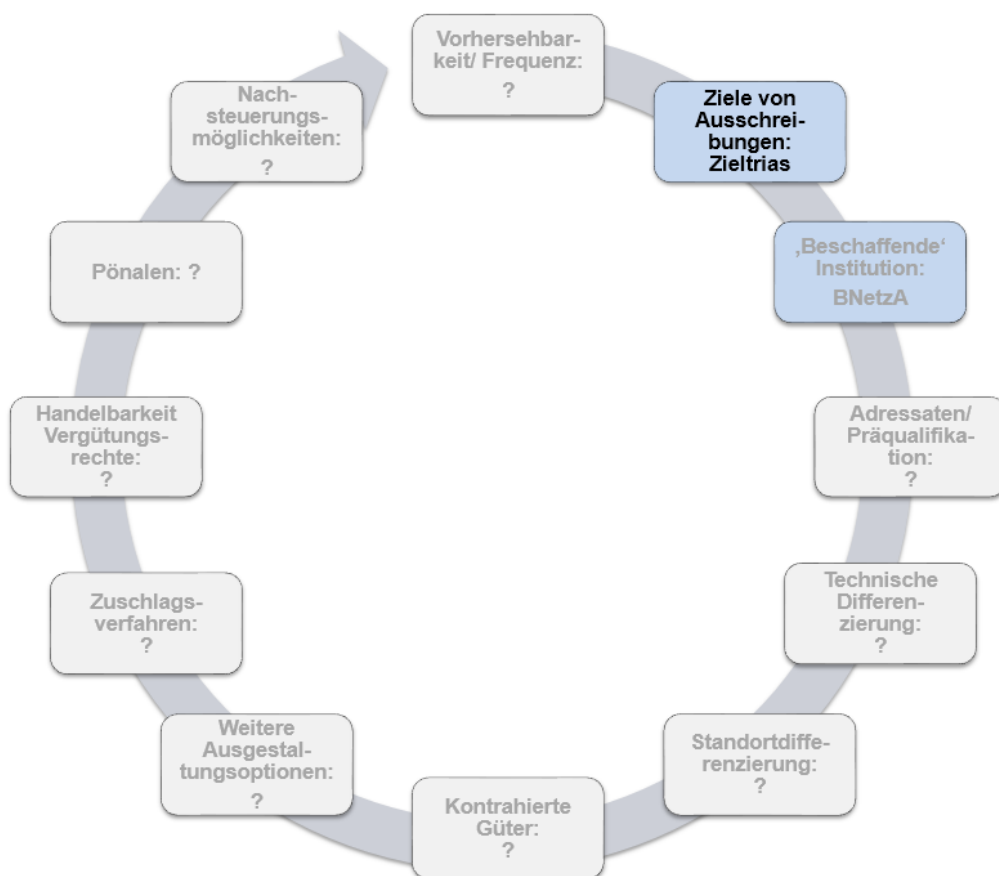 Vorhersehbar-
keit/ Frequenz:
?
Ziele von
Ausschrei-
bungen:
Zieltrias
‚Beschaffende‘
Institution:
BNetzA
Adressaten/
Präqualifika-
tion:
?
Technische
Differen-
zierung:
?
Standortdiffe-
renzierung:
?
Kontrahierte
Güter:
?
Weitere
Ausgestal-
tungsoptionen:
?
Zuschlags-
verfahren:
?
Handelbarkeit
Vergütungs-
rechte:
?
Pönalen: ?
Nach-
steuerungs-
möglichkeiten:
?